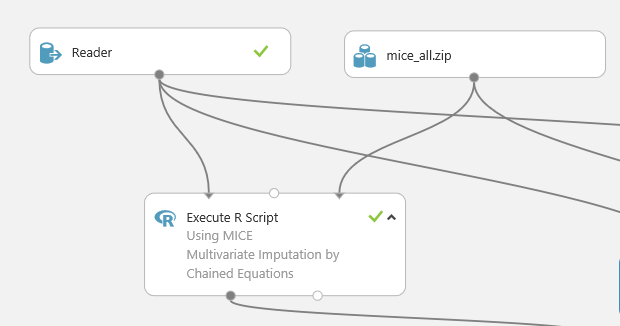 Reader
mice_all.zip
Execute R Script
Using MICE
Multivariate Imputation by
Chained Equations